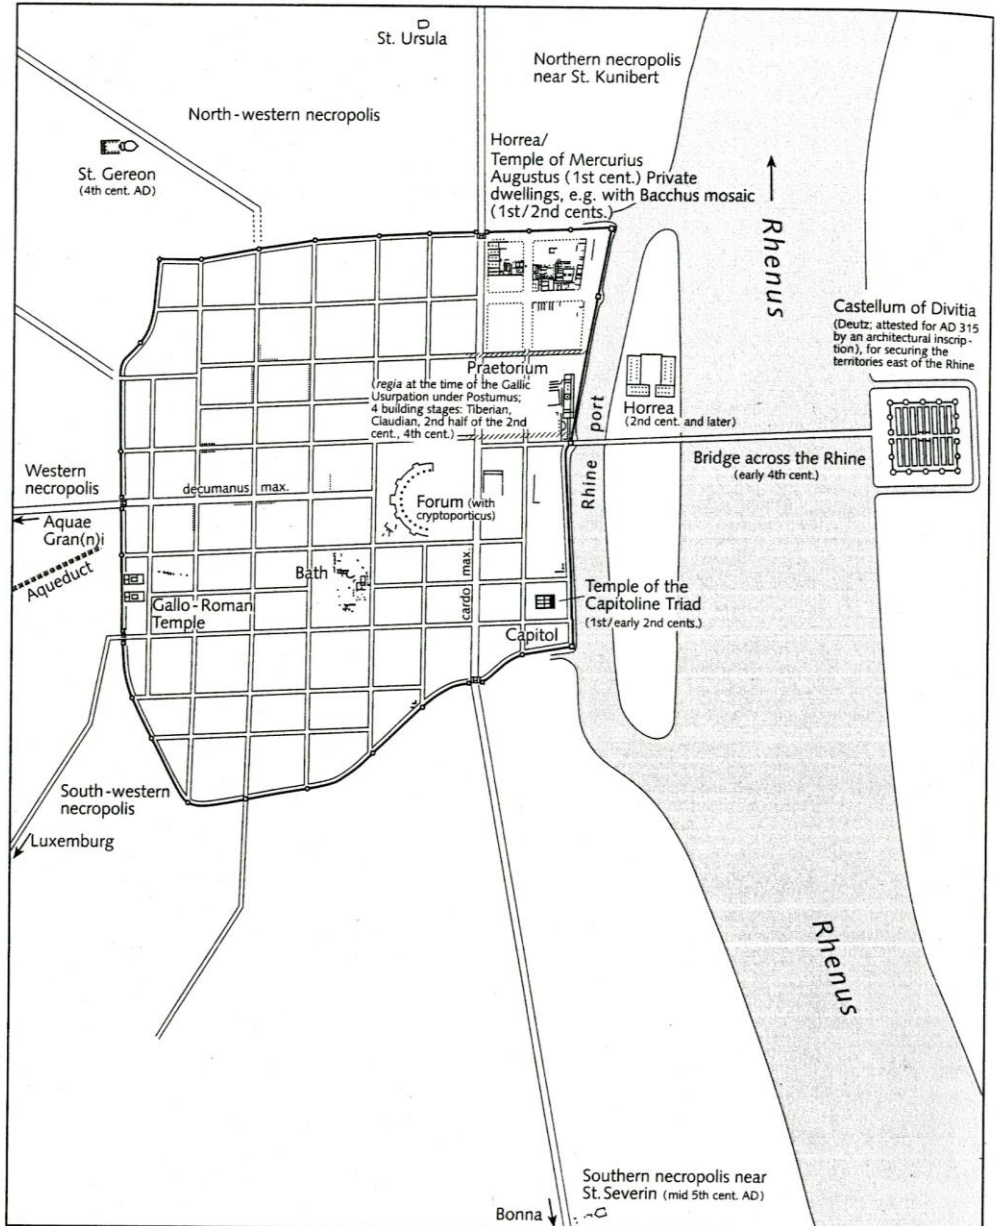 St. Ursula
Northern necropolis
near St. Kunibert
North-western necropolis
St. Gereon
(4th cent. AD)
Horrea/
Temple of Mercurius
Augustus (1st cent.) Private
dwellings, e.g. with Bacchus mosaic
(1st/2nd cents.)
Rhenus
Castellum of Divitia
(Deutz; attested for AD 315
by an architectural inscrip-
tion), for securing the
territories east of the Rhine
Praetorium
(regia at the time of the Gallic
Usurpation under Postumus;
4 building stages: Tiberian,
Claudian, 2nd half of the 2nd
cent., 4th cent.)
Horrea
(2nd cent. and later)
Rhine port
Bridge across the Rhine
(early 4th cent.)
Western
necropolis
decumanus max.
Forum (with
cryptoporticus)
Aquae
Gran(n)i
Aqueduct
Bath
cardo max.
Gallo-Roman
Temple
Temple of the
Capitoline Triad
(1st/early 2nd cents.)
Capitol
South-western
necropolis
Luxemburg
Rhenus
Southern necropolis near
St. Severin (mid 5th cent. AD)
Bonna